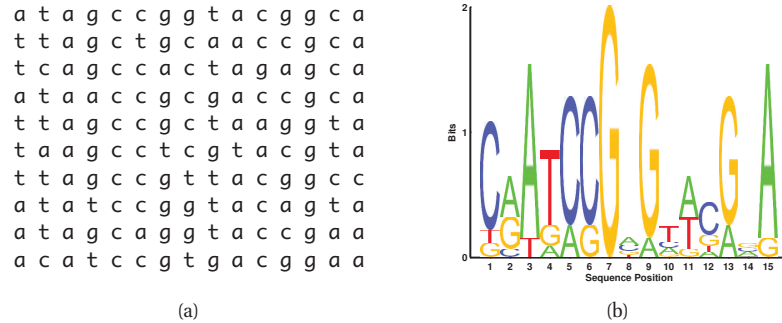 a t a g c c g g t a c g g c a
t t a g c t g c a a c c g c a
t c a g c c a c t a g a g c a
a t a a c c g c g a c c g c a
t t a g c c g c t a a g g t a
t a a g c c t c g t a c g t a
t t a g c c g t t a c g g c c
a t a t c c g g t a c a g t a
a t a g c a g g t a c c g a a
a c a t c c g t g a c g g a a
(a)
2
1
0
Bits
C A A T C C G A G T A C G A
T G T G A G C A C T G A G
G C A
1 2 3 4 5 6 7 8 9 10 11 12 13 14 15
Sequence Position
(b)